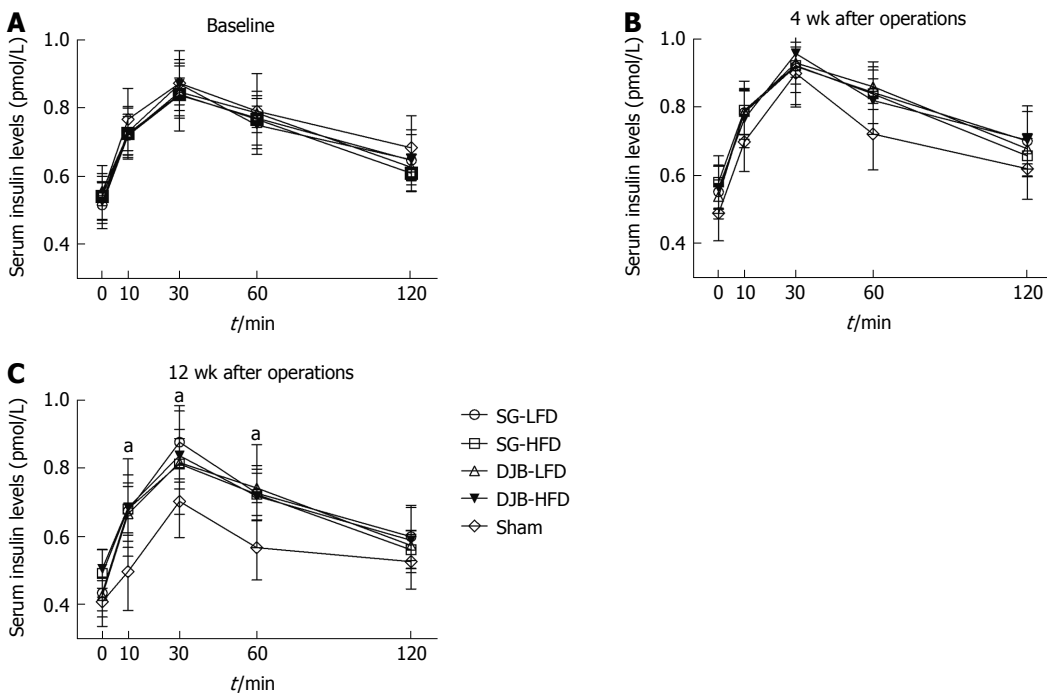 A
Baseline
Serum insulin levels (pmol/L)
1.0
0.8
0.6
0.4
0 10 30 60 120
t/min
B
4 wk after operations
Serum insulin levels (pmol/L)
1.0
0.8
0.6
0.4
0 10 30 60 120
t/min
C
12 wk after operations
Serum insulin levels (pmol/L)
1.0
0.8
0.6
0.4
a
a
a
0 10 30 60 120
t/min
SG-LFD
SG-HFD
DJB-LFD
DJB-HFD
Sham